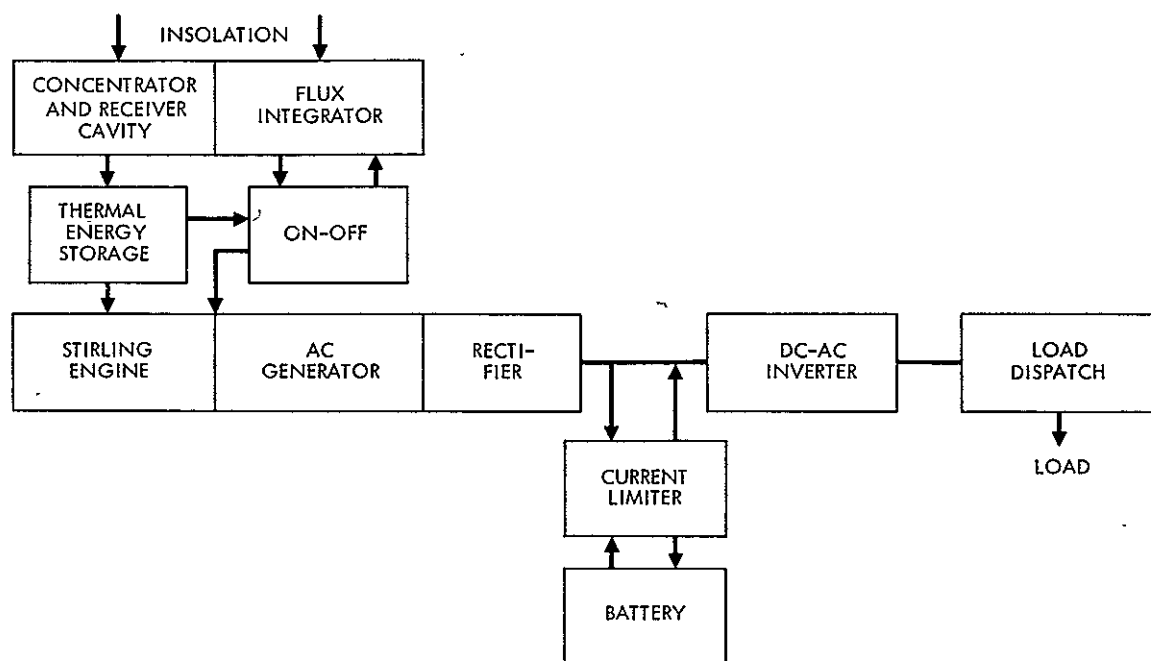 INSOLATION
CONCENTRATOR
AND RECEIVER
CAVITY
FLUX
INTEGRATOR
THERMAL
ENERGY
STORAGE
ON-OFF
STIRLING
ENGINE
AC
GENERATOR
RECTI-
FIER
DC-AC
INVERTER
LOAD
DISPATCH
LOAD
CURRENT
LIMITER
BATTERY